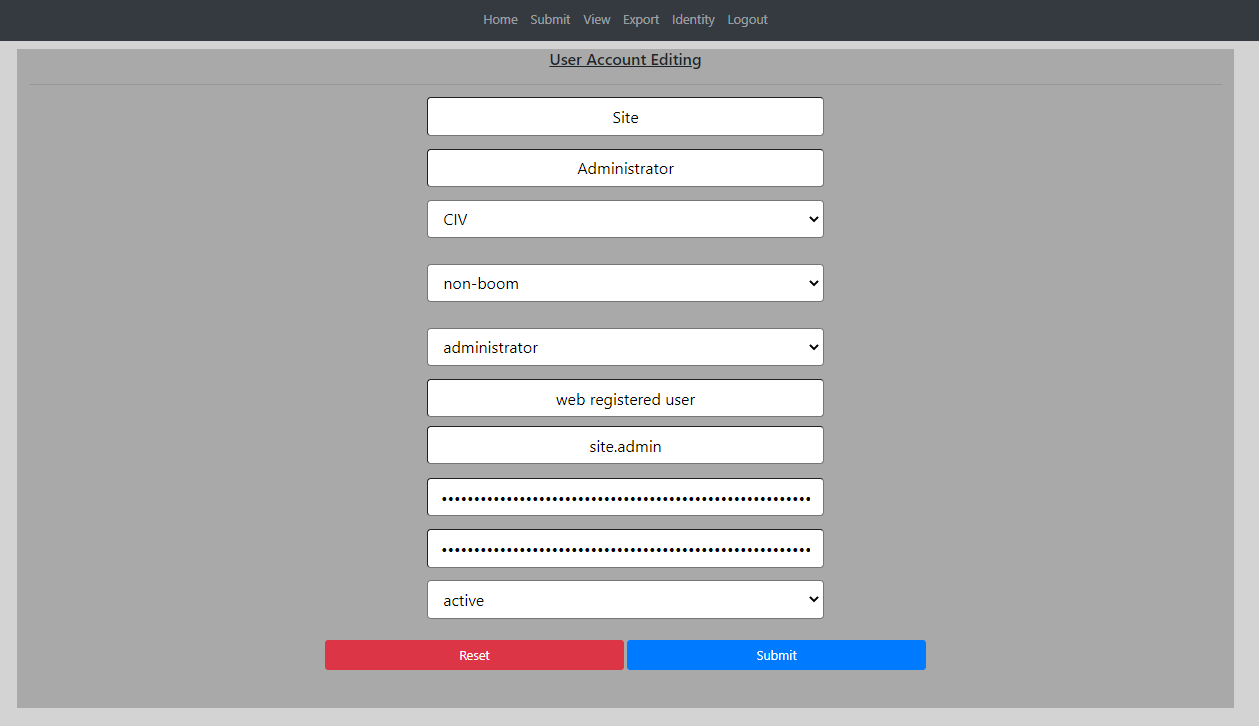 Home Submit View Export Identity Logout
User Account Editing
Site
Administrator
CIV
non-boom
administrator
web registered user
site.admin
active
Reset Submit